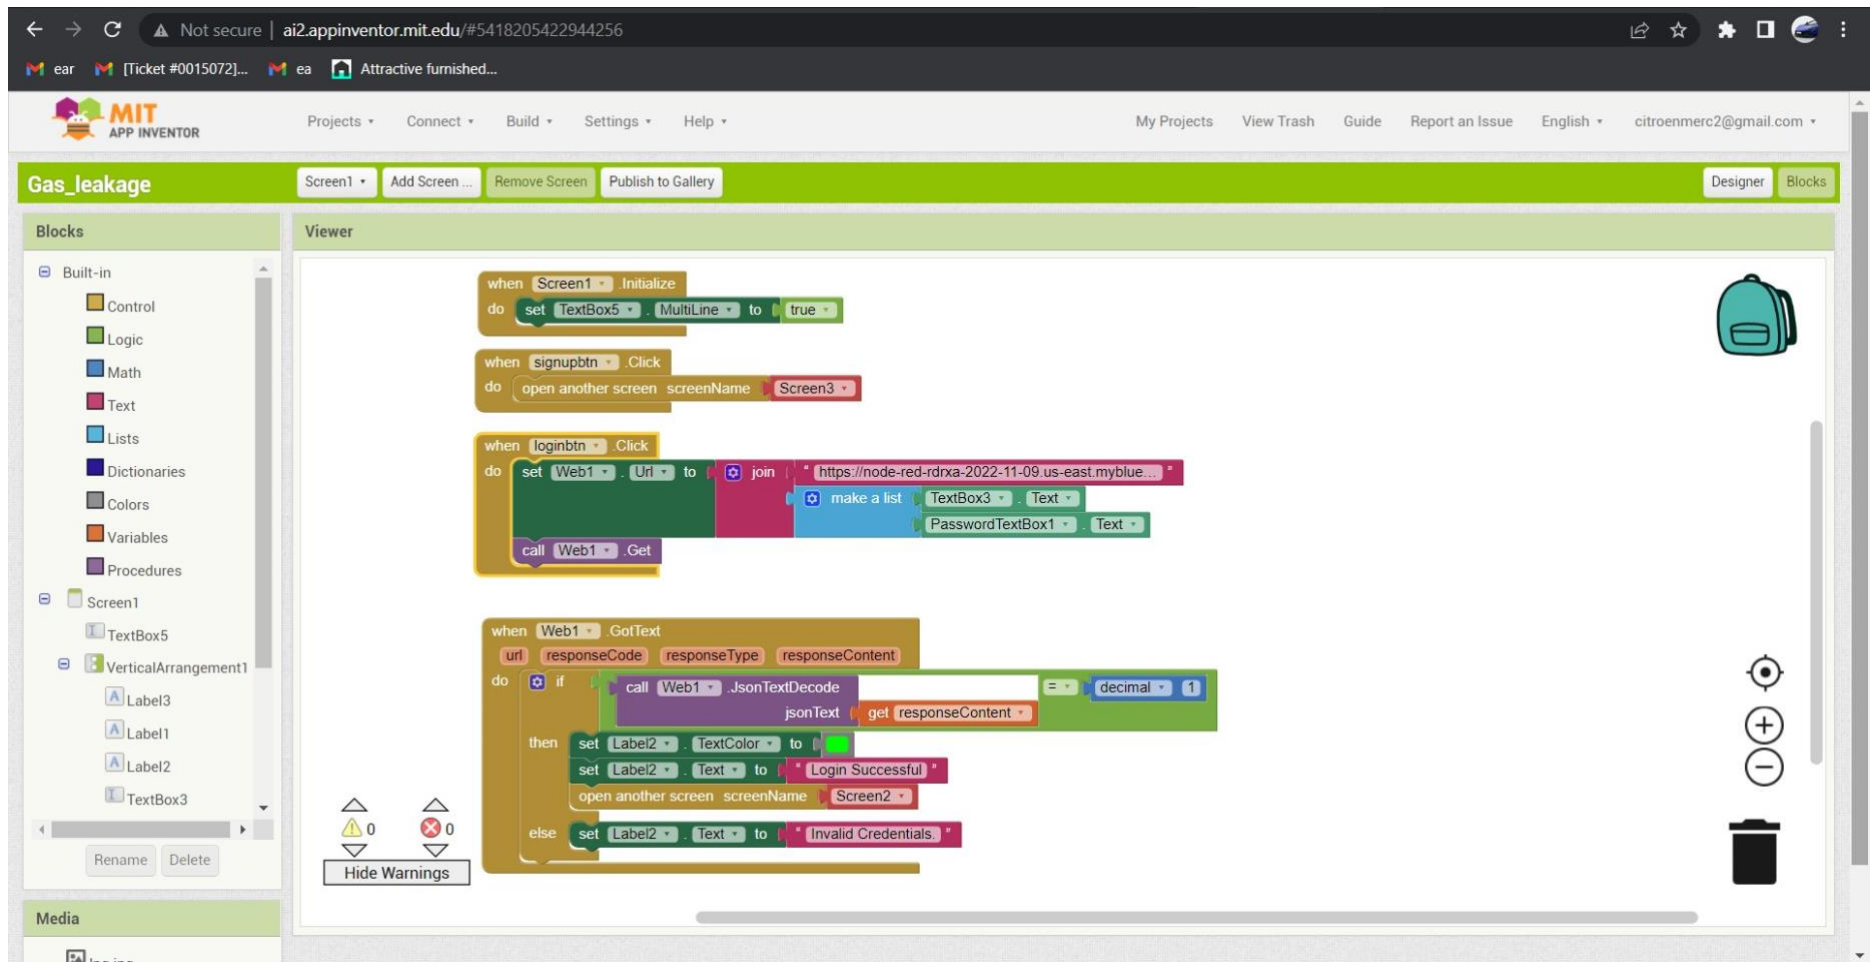 Not secure | ai2.appinventor.mit.edu/#5418205422944256
ear [Ticket #0015072]... ea Attractive furnished...
MIT
APP INVENTOR
Projects Connect Build Settings Help My Projects View Trash Guide Report an Issue English citroenmerc2@gmail.com
Gas_leakage Screen1 Add Screen ... Remove Screen Publish to Gallery Designer Blocks
Blocks
Built-in
Control
Logic
Math
Text
Lists
Dictionaries
Colors
Variables
Procedures
Screen1
TextBox5
VerticalArrangement1
Label3
Label1
Label2
TextBox3
Rename Delete
Media
Viewer
when Screen1 .Initialize
do set TextBox5 . MultiLine to true
when signupbtn .Click
do open another screen screenName Screen3
when loginbtn .Click
do set Web1 . Url to join " https://node-red-rdrxa-2022-11-09.us-east.myblue... "
make a list TextBox3 . Text
PasswordTextBox1 . Text
call Web1 .Get
when Web1 .GotText
url responseCode responseType responseContent
do if call Web1 .JsonTextDecode = decimal 1
jsonText get responseContent
then set Label2 . TextColor to
set Label2 . Text to " Login Successful "
open another screen screenName Screen2
else set Label2 . Text to " Invalid Credentials. "
0 0
Hide Warnings